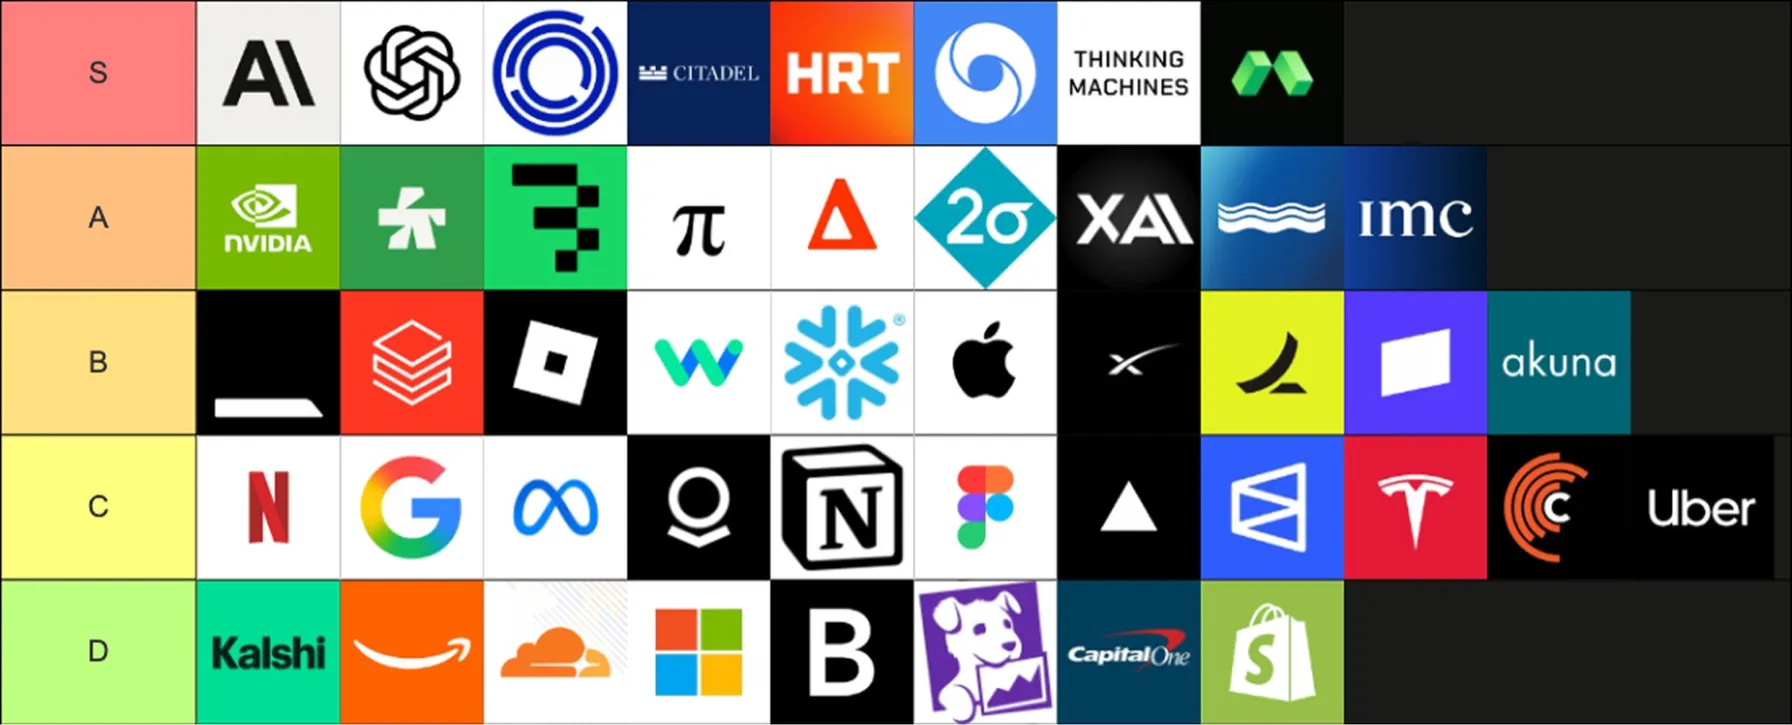 S
A\
CITADEL
HRT
THINKING
MACHINES
A
nVIDIA
π
2σ
XAI
imc
B
®
akuna
C
N
G
N
C
Uber
D
Kalshi
B
Capital One
S